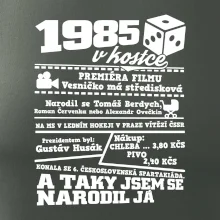 1985
v kostce
PREMIÉRA FILMU
Vesničko má středisková
Narodil se Tomáš Berdych,
Roman Červenka nebo Alexandr Ovečkin
NA MS V LEDNÍM HOKEJI V PRAZE VÍTĚZÍ ČSSR
Prezidentem byl:
Gustáv Husák
Nákup:
CHLEBA ... 3,80 KČS
PIVO
2,90 KČS
KONALA SE 6. ČESKOSLOVENSKÁ SPARTAKIÁDA
A TAKY JSEM SE
NARODIL JÁ